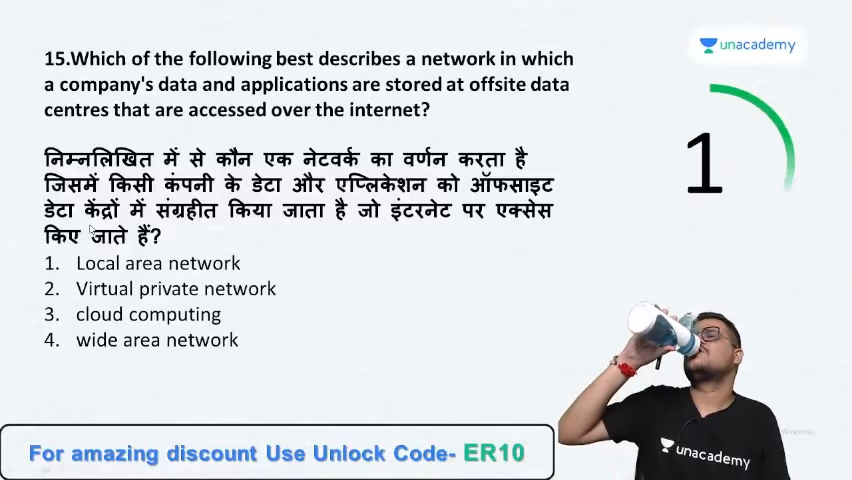 15.Which of the following best describes a network in which
a company's data and applications are stored at offsite data
centres that are accessed over the internet?
निम्नलिखित में से कौन एक नेटवर्क का वर्णन करता है
जिसमें किसी कंपनी के डेटा और एप्लिकेशन को ऑफसाइट
डेटा केंद्रों में संग्रहीत किया जाता है जो इंटरनेट पर एक्सेस
किए जाते हैं?
1. Local area network
2. Virtual private network
3. cloud computing
4. wide area network
unacademy
1
unacademy
For amazing discount Use Unlock Code- ER10